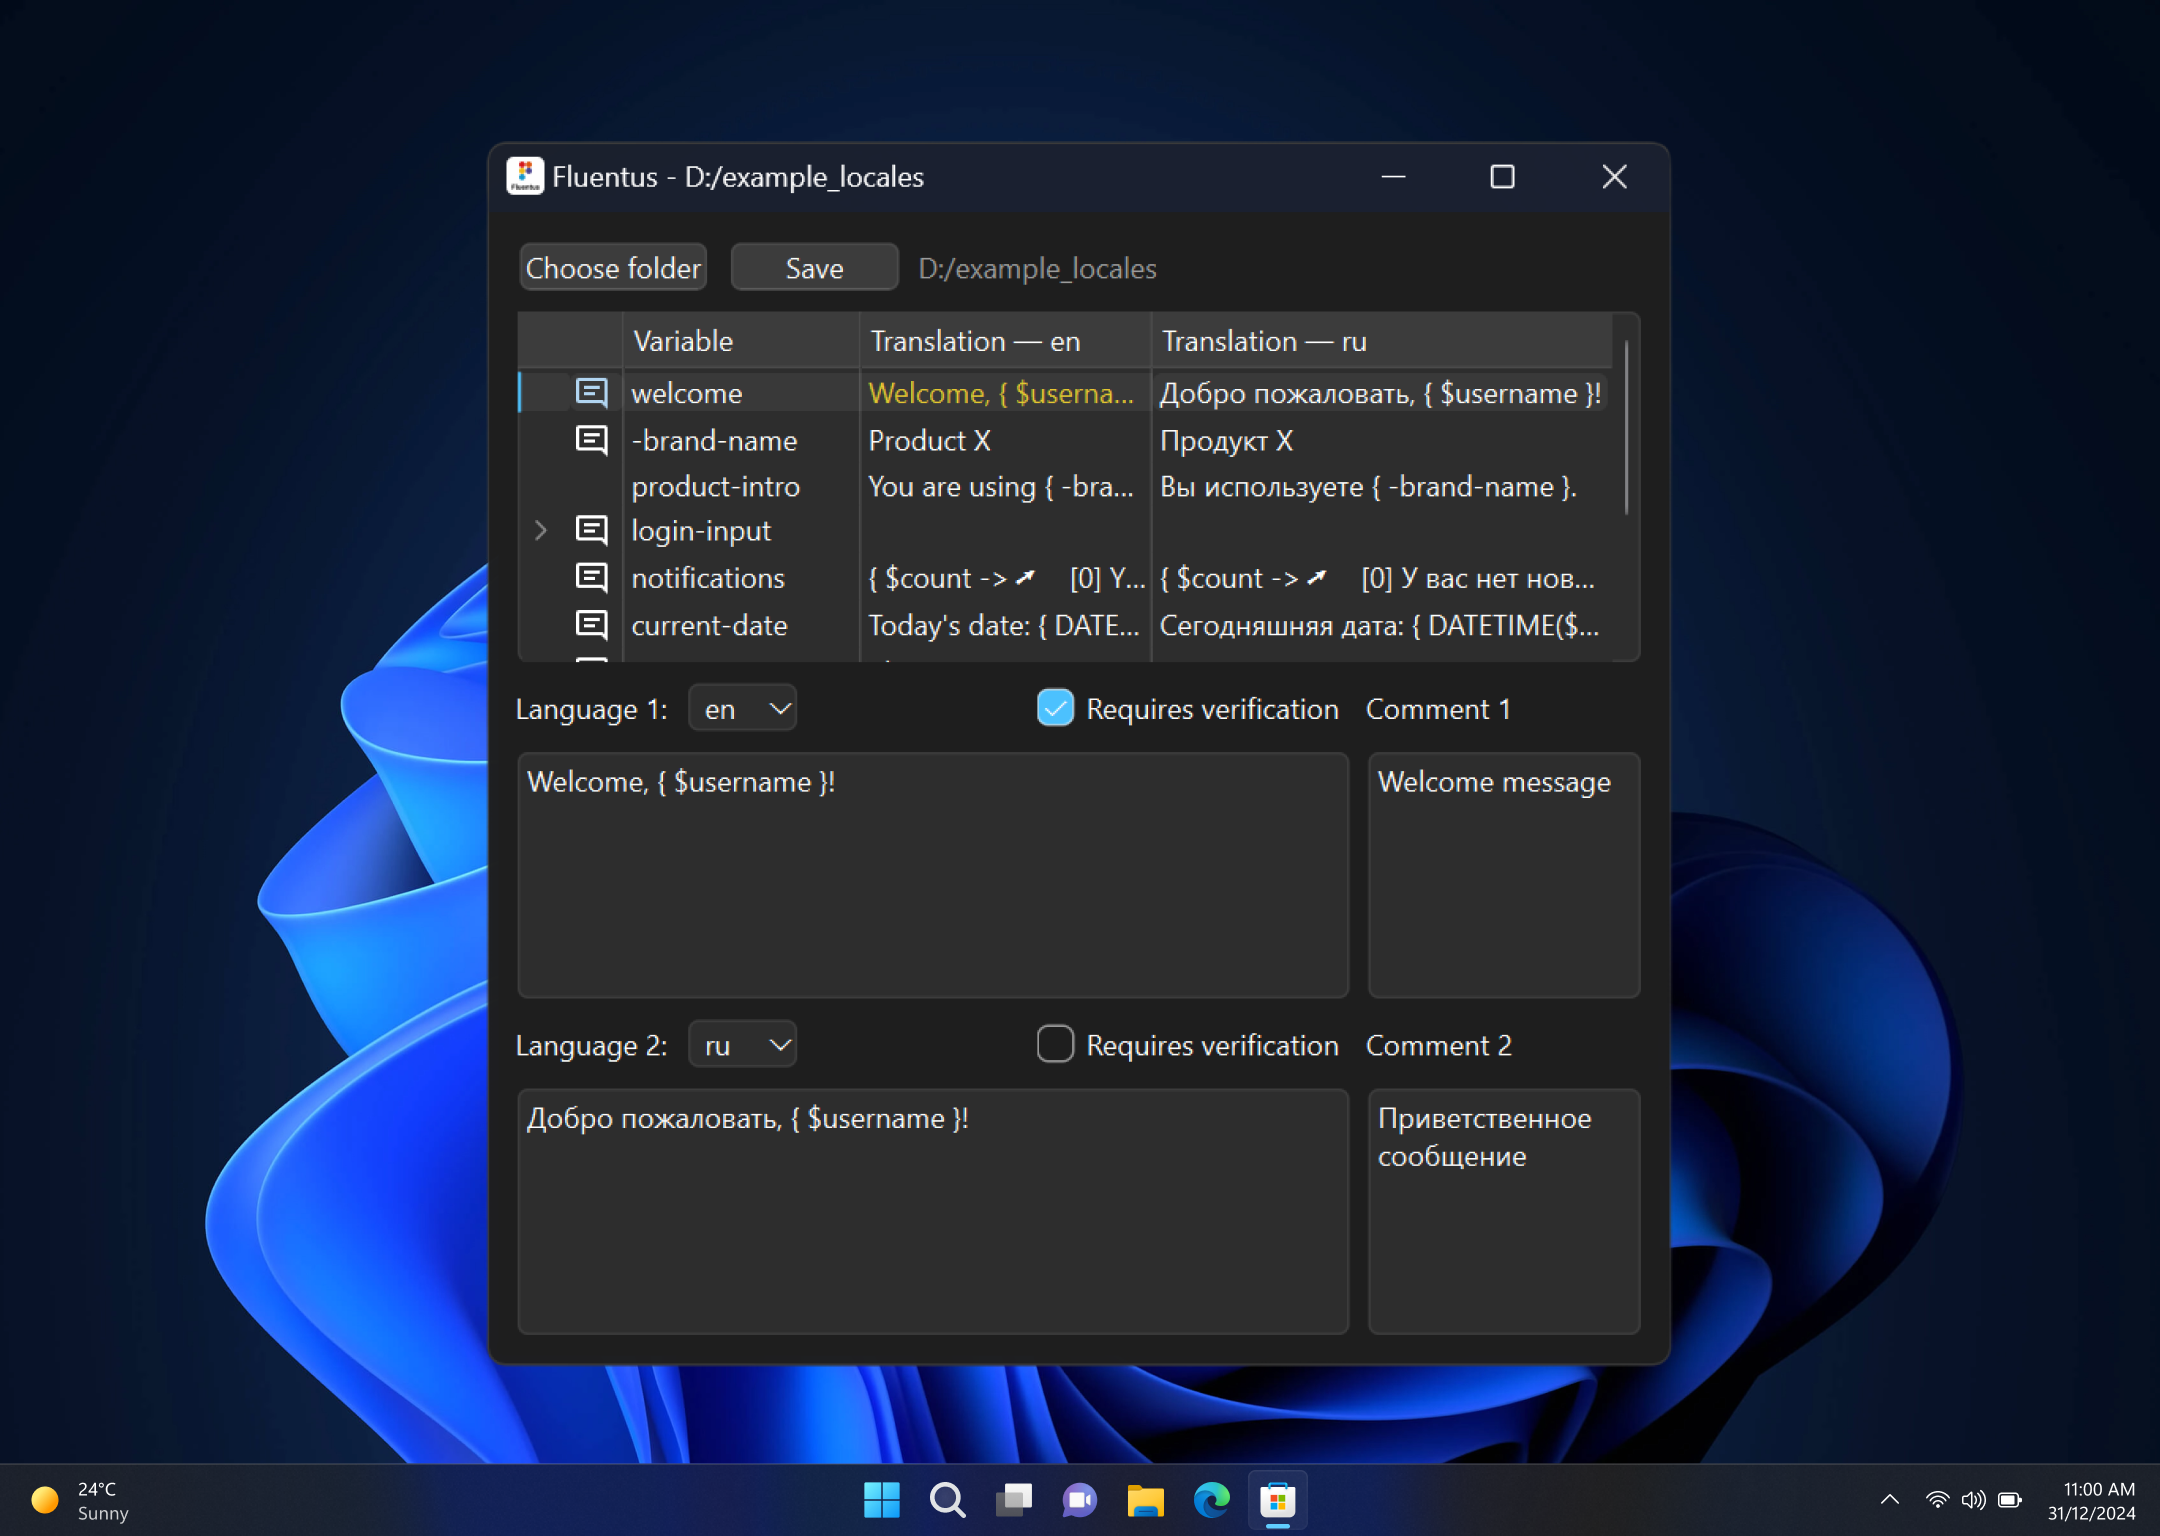 Fluentus
Fluentus - D:/example_locales
Choose folder
Save
D:/example_locales
Variable
Translation — en
Translation — ru
welcome
Welcome, { $userna...
Добро пожаловать, { $username }!
-brand-name
Product X
Продукт X
product-intro
You are using { -bra...
Вы используете { -brand-name }.
login-input
notifications
{ $count -> [0] Y...
{ $count -> [0] У вас нет нов...
current-date
Today's date: { DATE...
Сегодняшняя дата: { DATETIME($...
Language 1:
en
Requires verification
Comment 1
Welcome, { $username }!
Welcome message
Language 2:
ru
Requires verification
Comment 2
Добро пожаловать, { $username }!
Приветственное
сообщение
24°C
Sunny
11:00 AM
31/12/2024